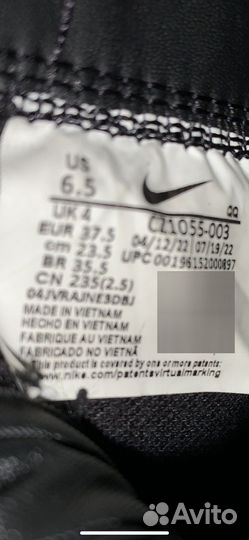 US
6.5
QQ
UK 4
CZ1055-003
EUR 37.5
04/12/22 07/19/22
cm 23.5
UPC 00196152000897
BR 35.5
CN 235(2.5)
04JVRAJNE3DBJ
MADE IN VIETNAM
HECHO EN VIETNAM
FABRIQUE AU VIETNAM
FABRICADO NO VIETNÃ
This product is covered by one or more patents:
www.nike.com/patentsvirtualmarking
Avito